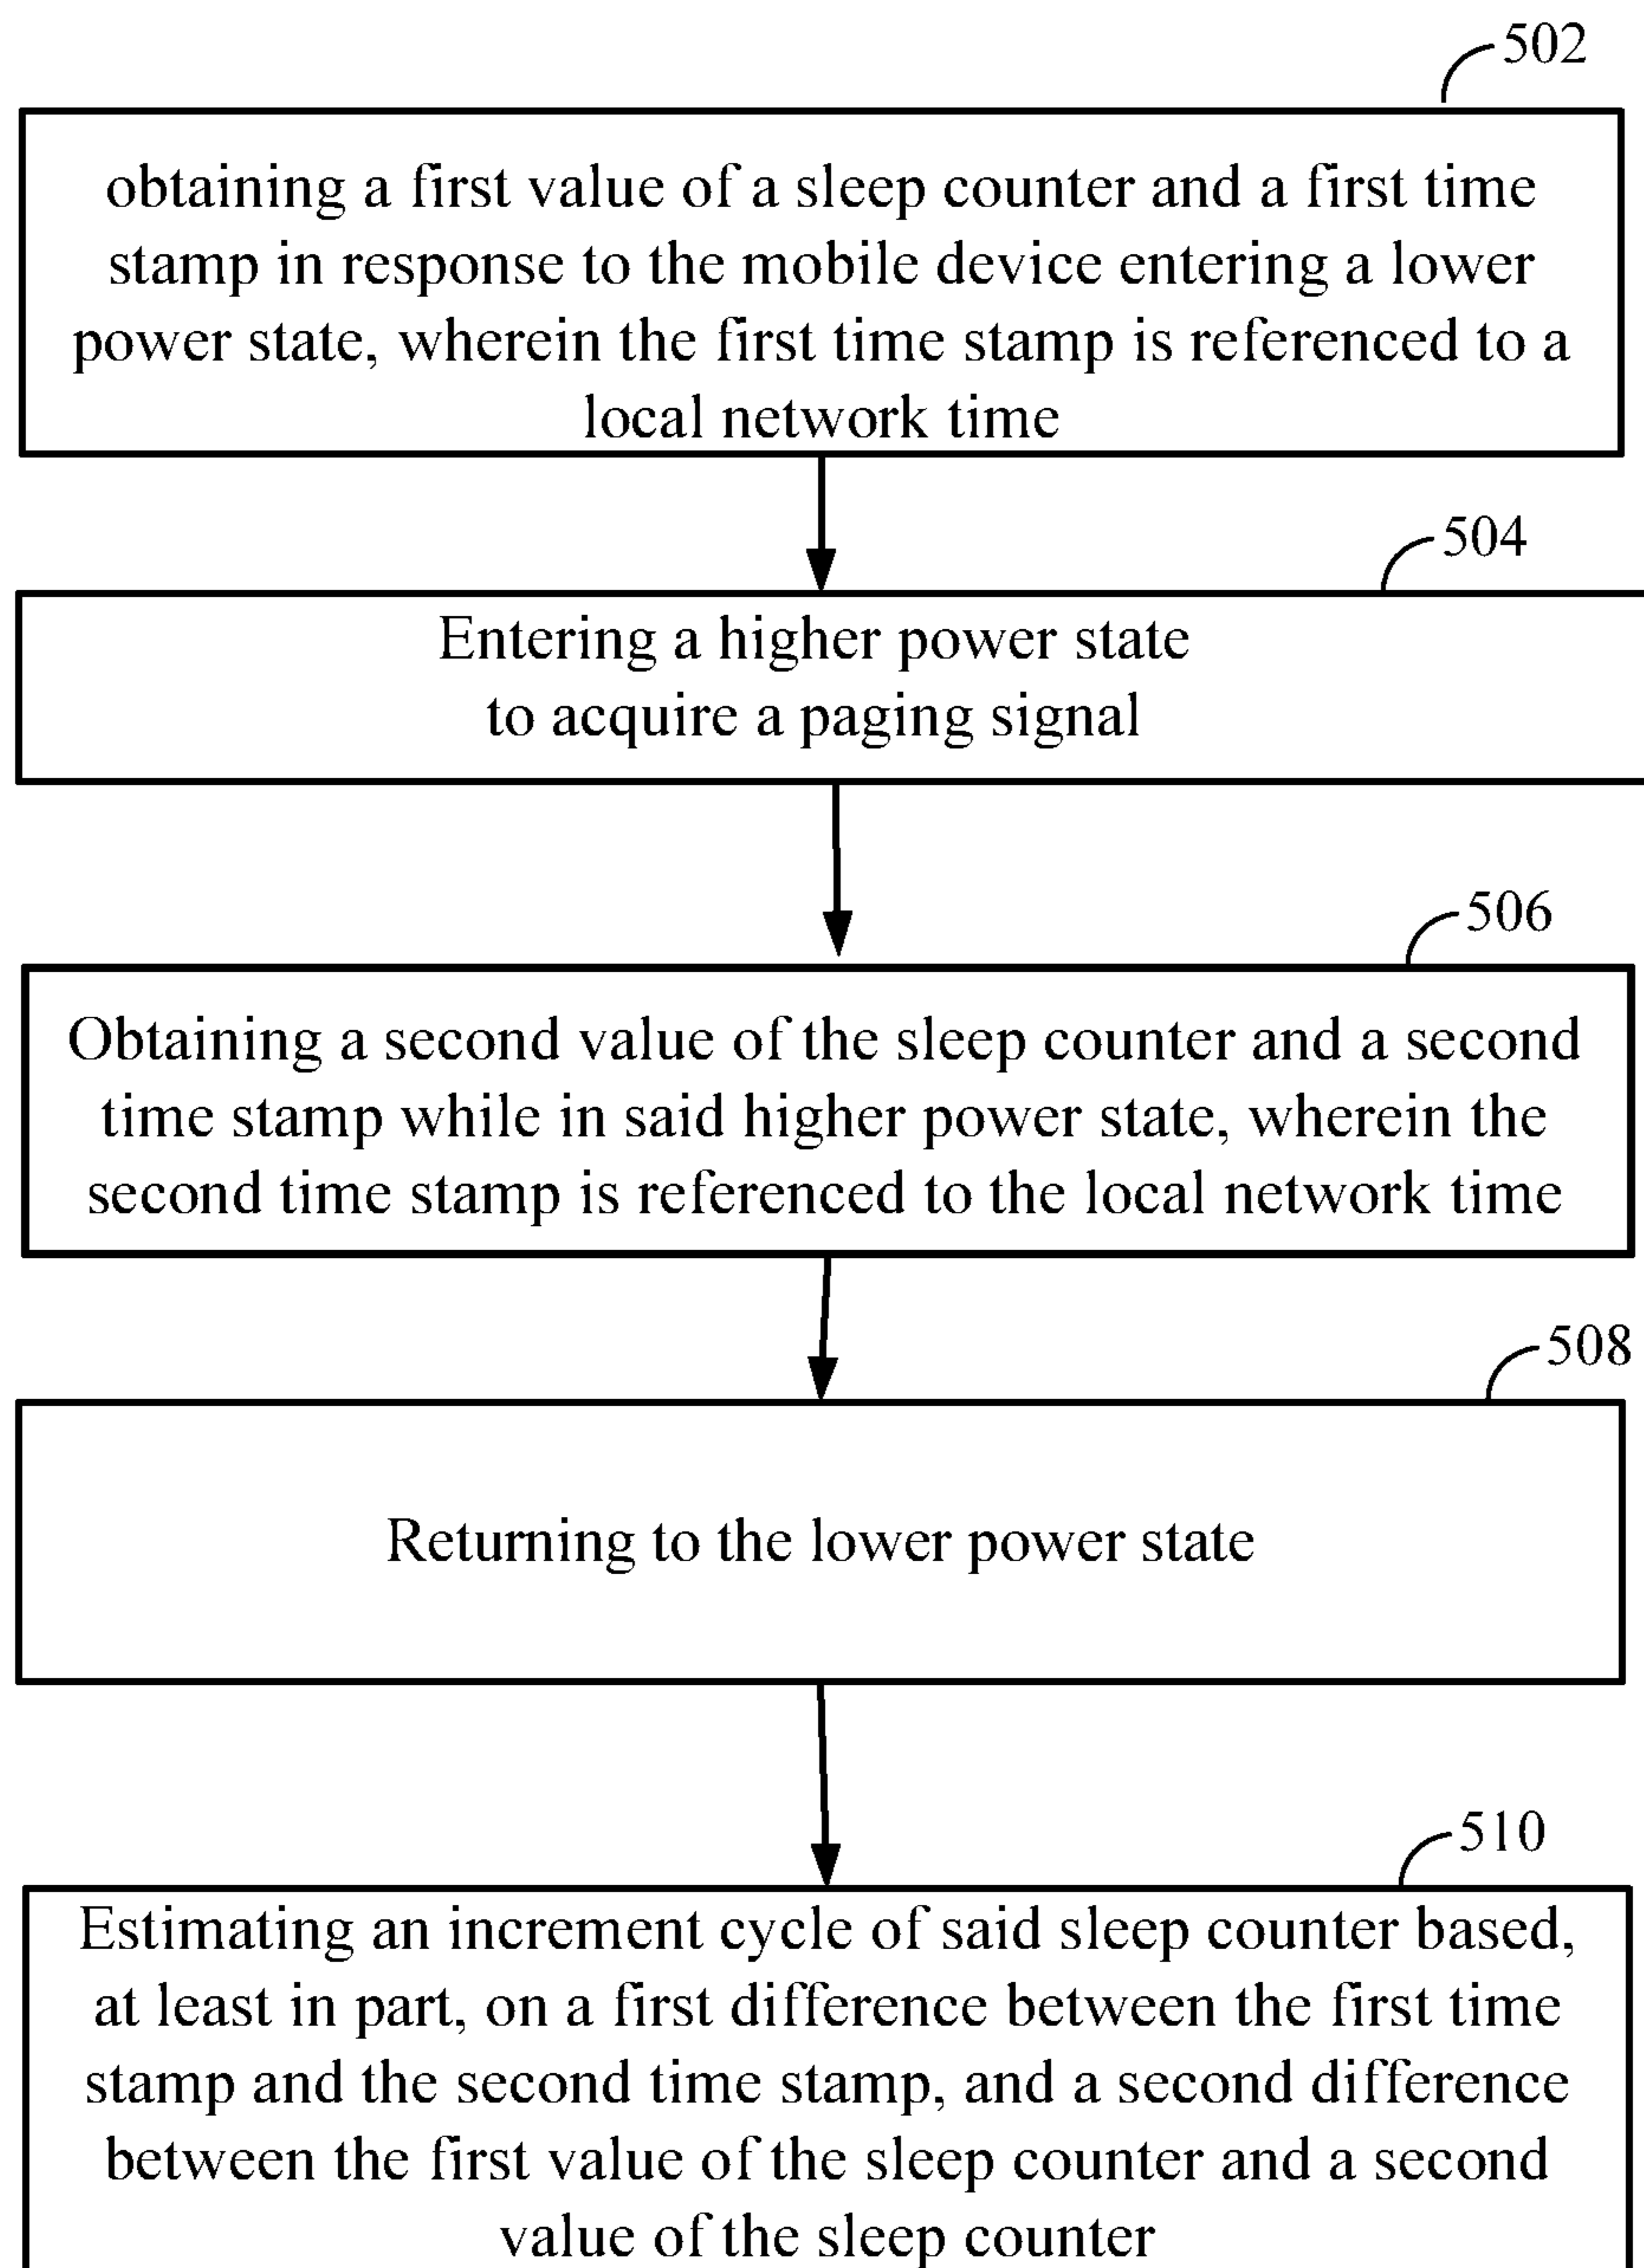 502
obtaining a first value of a sleep counter and a first time
stamp in response to the mobile device entering a lower
power state, wherein the first time stamp is referenced to a
local network time
504
Entering a higher power state
to acquire a paging signal
506
Obtaining a second value of the sleep counter and a second
time stamp while in said higher power state, wherein the
second time stamp is referenced to the local network time
508
Returning to the lower power state
510
Estimating an increment cycle of said sleep counter based,
at least in part, on a first difference between the first time
stamp and the second time stamp, and a second difference
between the first value of the sleep counter and a second
value of the sleep counter